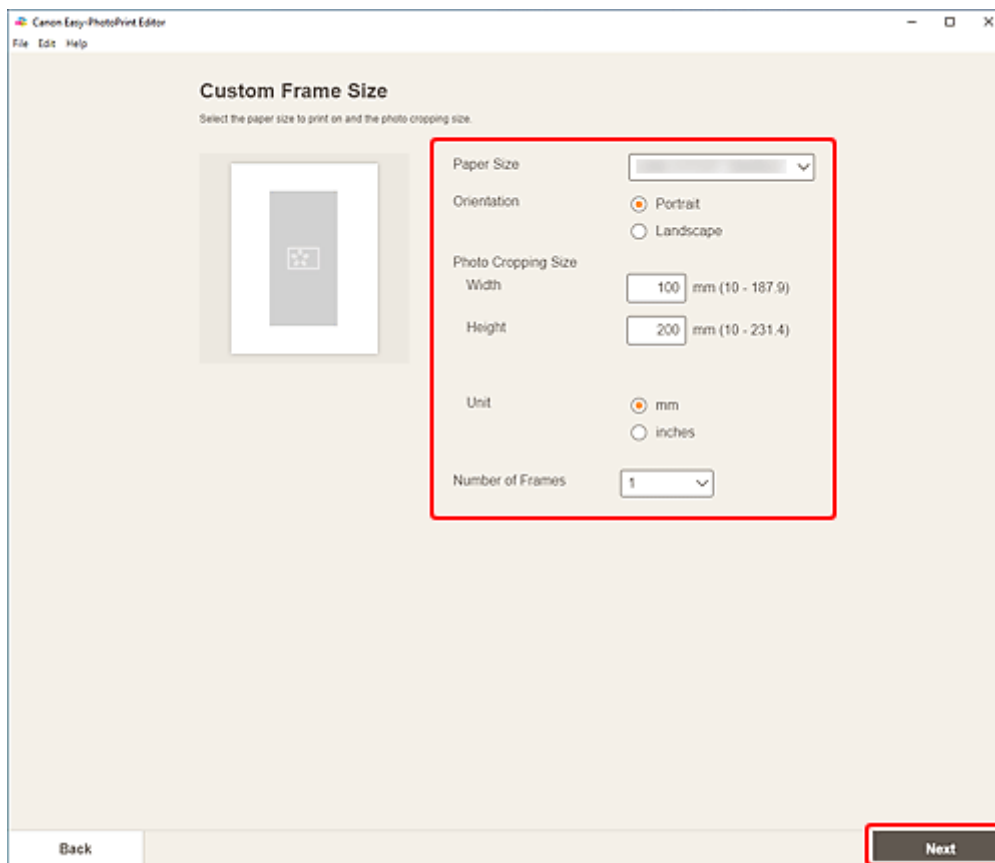 Canon Easy-PhotoPrint Editor
File Edit Help
Custom Frame Size
Select the paper size to print on and the photo cropping size.
Paper Size
Orientation
Portrait
Landscape
Photo Cropping Size
Width 100 mm (10 - 187.9)
Height 200 mm (10 - 231.4)
Unit
mm
inches
Number of Frames 1
Back Next